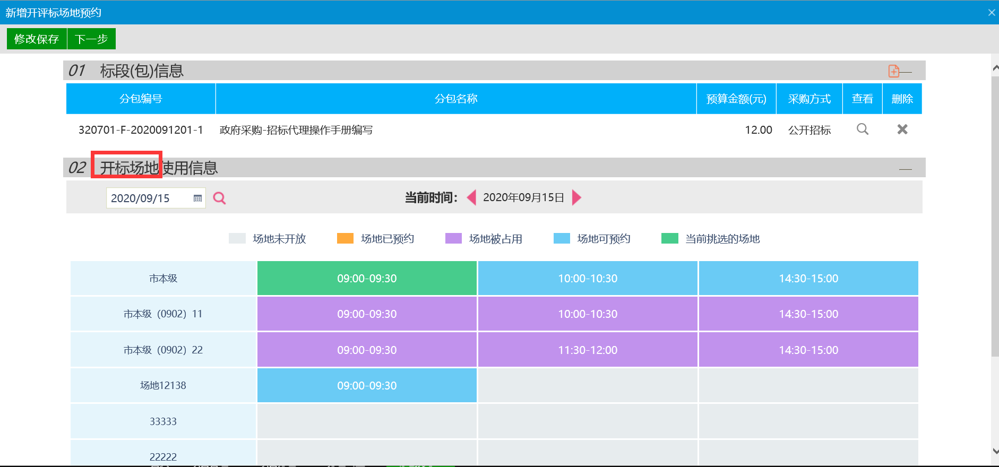 新增开评标场地预约
修改保存 下一步
01 标段(包)信息
分包编号 分包名称 预算金额(元) 采购方式 查看 删除
320701-F-2020091201-1 政府采购-招标代理操作手册编写 12.00 公开招标
02 开标场地使用信息
2020/09/15 当前时间： 2020年09月15日
场地未开放 场地已预约 场地被占用 场地可预约 当前挑选的场地
市本级 09:00-09:30 10:00-10:30 14:30-15:00
市本级（0902）11 09:00-09:30 10:00-10:30 14:30-15:00
市本级（0902）22 09:00-09:30 11:30-12:00 14:30-15:00
场地12138 09:00-09:30
33333
22222